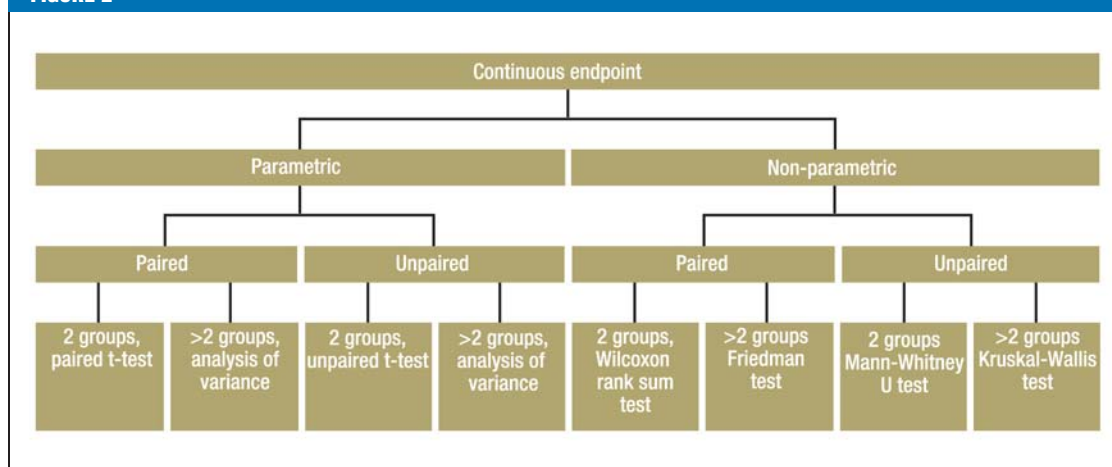 Continuous endpoint
Parametric
Non-parametric
Paired
Unpaired
Paired
Unpaired
2 groups,
paired t-test
>2 groups,
analysis of
variance
2 groups,
unpaired t-test
>2 groups,
analysis of
variance
2 groups,
Wilcoxon
rank sum
test
>2 groups
Friedman
test
2 groups
Mann-Whitney
U test
>2 groups
Kruskal-Wallis
test